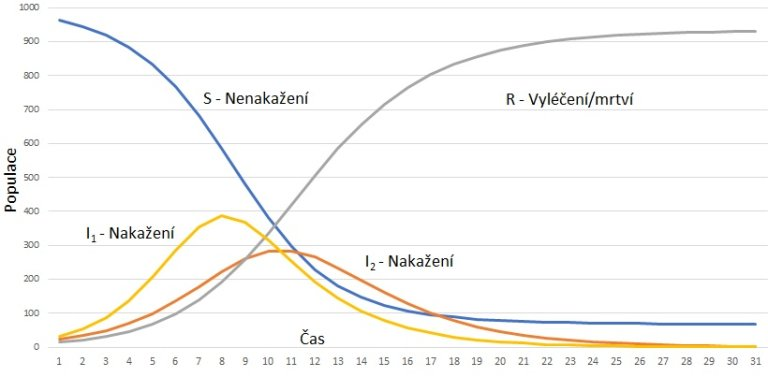 1000
900
800
700
600
500
400
300
200
100
0
Populace
S - Nenakažení
R - Vyléčení/mrtví
I₁ - Nakažení
I₂ - Nakažení
Čas
1 2 3 4 5 6 7 8 9 10 11 12 13 14 15 16 17 18 19 20 21 22 23 24 25 26 27 28 29 30 31